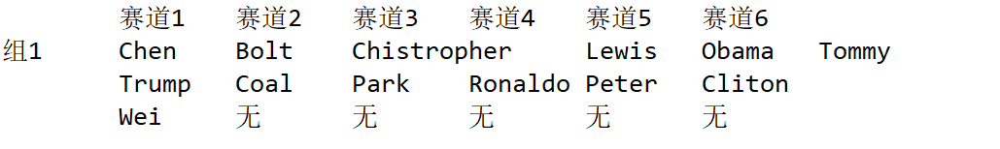 赛道1 赛道2 赛道3 赛道4 赛道5 赛道6
组1 Chen Bolt Chistropher Lewis Obama Tommy
Trump Coal Park Ronaldo Peter Cliton
Wei 无 无 无 无 无